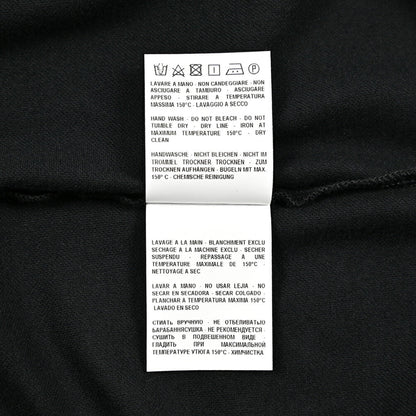 LAVARE A MANO · NON CANDEGGIARE · NON
ASCIUGARE A TAMBURO · ASCIUGARE
APPESO · STIRARE A TEMPERATURA
MASSIMA 150°C · LAVAGGIO A SECCO
HAND WASH · DO NOT BLEACH · DO NOT
TUMBLE DRY · DRY LINE · IRON AT
MAXIMUM TEMPERATURE 150°C · DRY
CLEAN
HANDWÄSCHE · NICHT BLEICHEN · NICHT IM
TROMMEL TROCKNER TROCKNEN · ZUM
TROCKNEN AUFHÄNGEN · BUGELN MIT MAX
150°C · CHEMISCHE REINIGUNG
LAVAGE A LA MAIN · BLANCHIMENT EXCLU
SECHAGE A LA MACHINE EXCLU · SECHER
SUSPENDU · REPASSAGE A UNE
TEMPERATURE MAXIMALE DE 150°C ·
NETTOYAGE A SEC
LAVAR A MANO · NO USAR LEJIA · NO
SECAR EN SECADORA · SECAR COLGADO
PLANCHAR A TEMPERATURA MAXIMA 150°C
· LAVADO EN SECO
СТИАТЬ ВРУЧНУЮ · НЕ ОТБЕЛИВАТЬ
БАРАБАННЯСУШКА · НЕ РЕКОМЕНДУЕТСЯ
СУШИТЬ В ПОДВЕШЕННОМ ВИДЕ
ГЛАДИТЬ ПРИ МАКСИМАЛЬНОЙ
ТЕМПЕРАТУРЕ УТЮГА 150°C · ХИМЧИСТКА